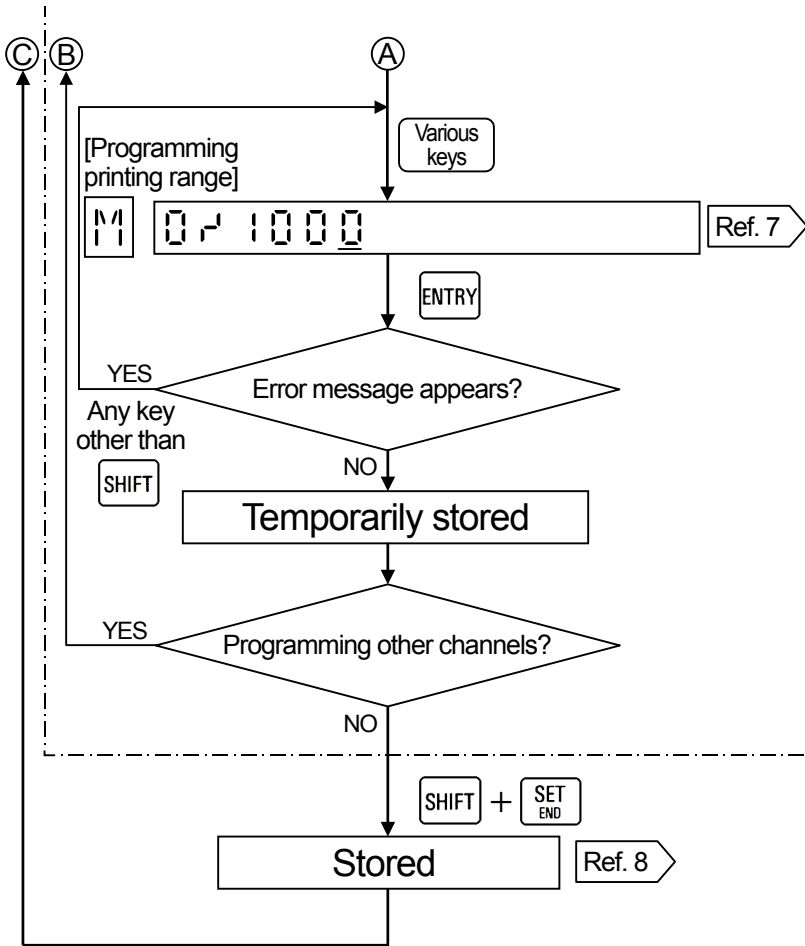 C B A
Various
keys
[Programming
printing range]
M 0/1000 Ref. 7
ENTRY
YES Error message appears?
Any key
other than
SHIFT
NO
Temporarily stored
YES Programming other channels?
NO
SHIFT + SET
END
Stored Ref. 8